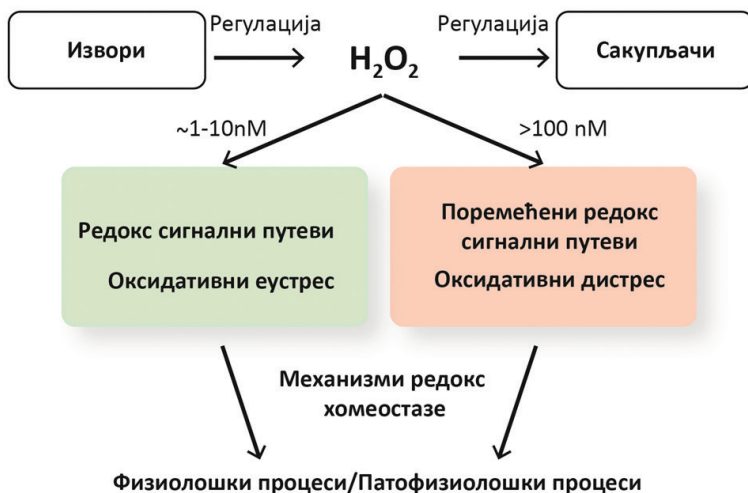 Извори
Регулација
H₂O₂
Регулација
Сакупљачи
~1-10nM
>100 nM
Редокс сигнални путеви
Оксидативни еустрес
Поремећени редокс
сигнални путеви
Оксидативни дистрес
Механизми редокс
хомеостазе
Физиолошки процеси/Патофизиолошки процеси